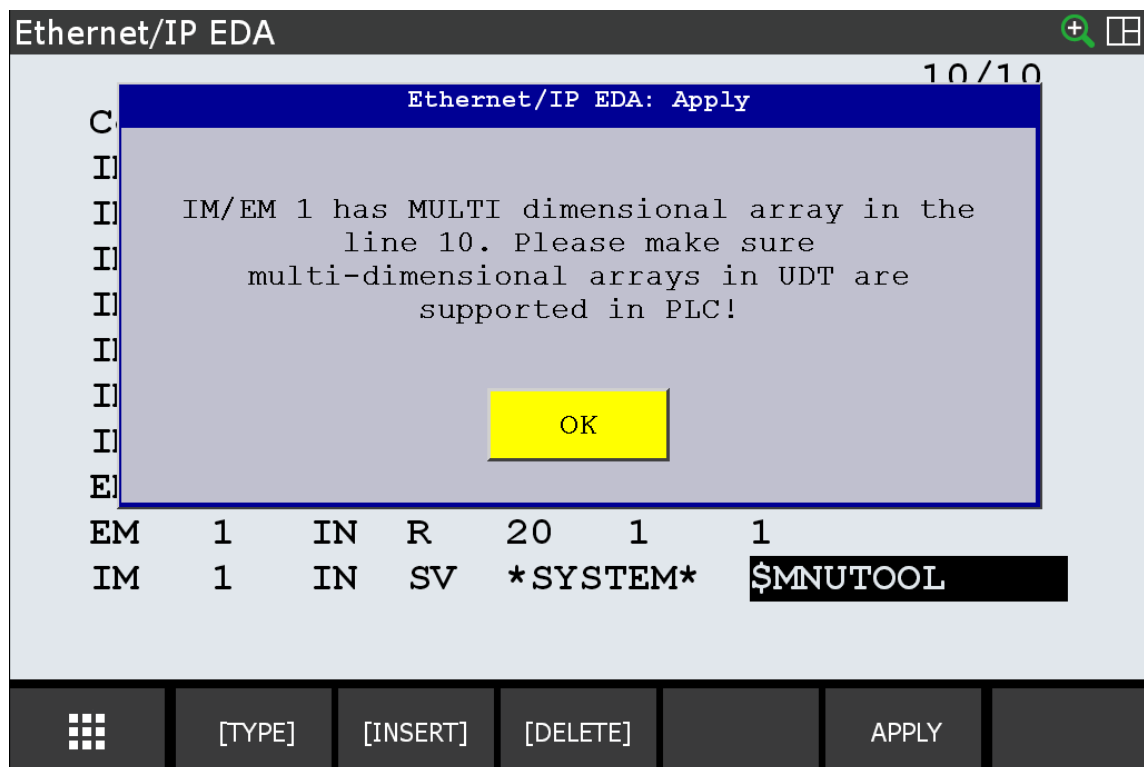 Ethernet/IP EDA
10/10
Ethernet/IP EDA: Apply
IM/EM 1 has MULTI dimensional array in the
line 10. Please make sure
multi-dimensional arrays in UDT are
supported in PLC!
OK
EM 1 IN R 20 1 1
IM 1 IN SV *SYSTEM* $MNUTOOL
[TYPE] [INSERT] [DELETE] APPLY